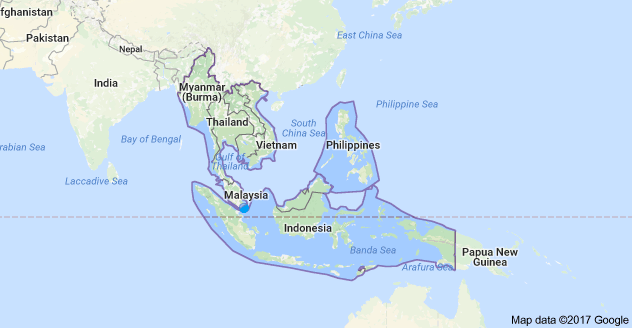 fghanistan
East China Sea
Pakistan
Nepal
India
Myanmar
(Burma)
Philippine Sea
Thailand
South
China Sea
Bay of Bengal
arabian Sea
Vietnam
Philippines
Gulf of
Thailand
Laccadive Sea
Malaysia
Indonesia
Banda Sea
Papua New
Guinea
Arafura Sea
Map data ©2017 Google